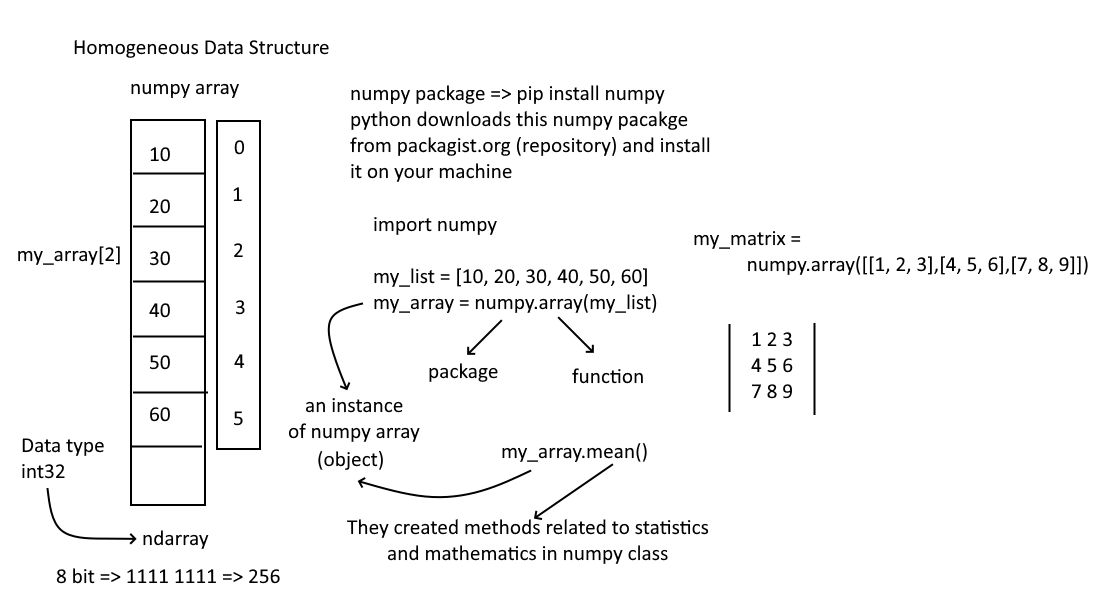 Homogeneous Data Structure
numpy array
10
20
30
40
50
60
0
1
2
3
4
5
my_array[2]
Data type
int32
ndarray
8 bit => 1111 1111 => 256
numpy package => pip install numpy
python downloads this numpy pacakge
from packagist.org (repository) and install
it on your machine
import numpy
my_list = [10, 20, 30, 40, 50, 60]
my_array = numpy.array(my_list)
package
function
an instance
of numpy array
(object)
my_array.mean()
They created methods related to statistics
and mathematics in numpy class
my_matrix =
numpy.array([[1, 2, 3],[4, 5, 6],[7, 8, 9]])
1 2 3
4 5 6
7 8 9